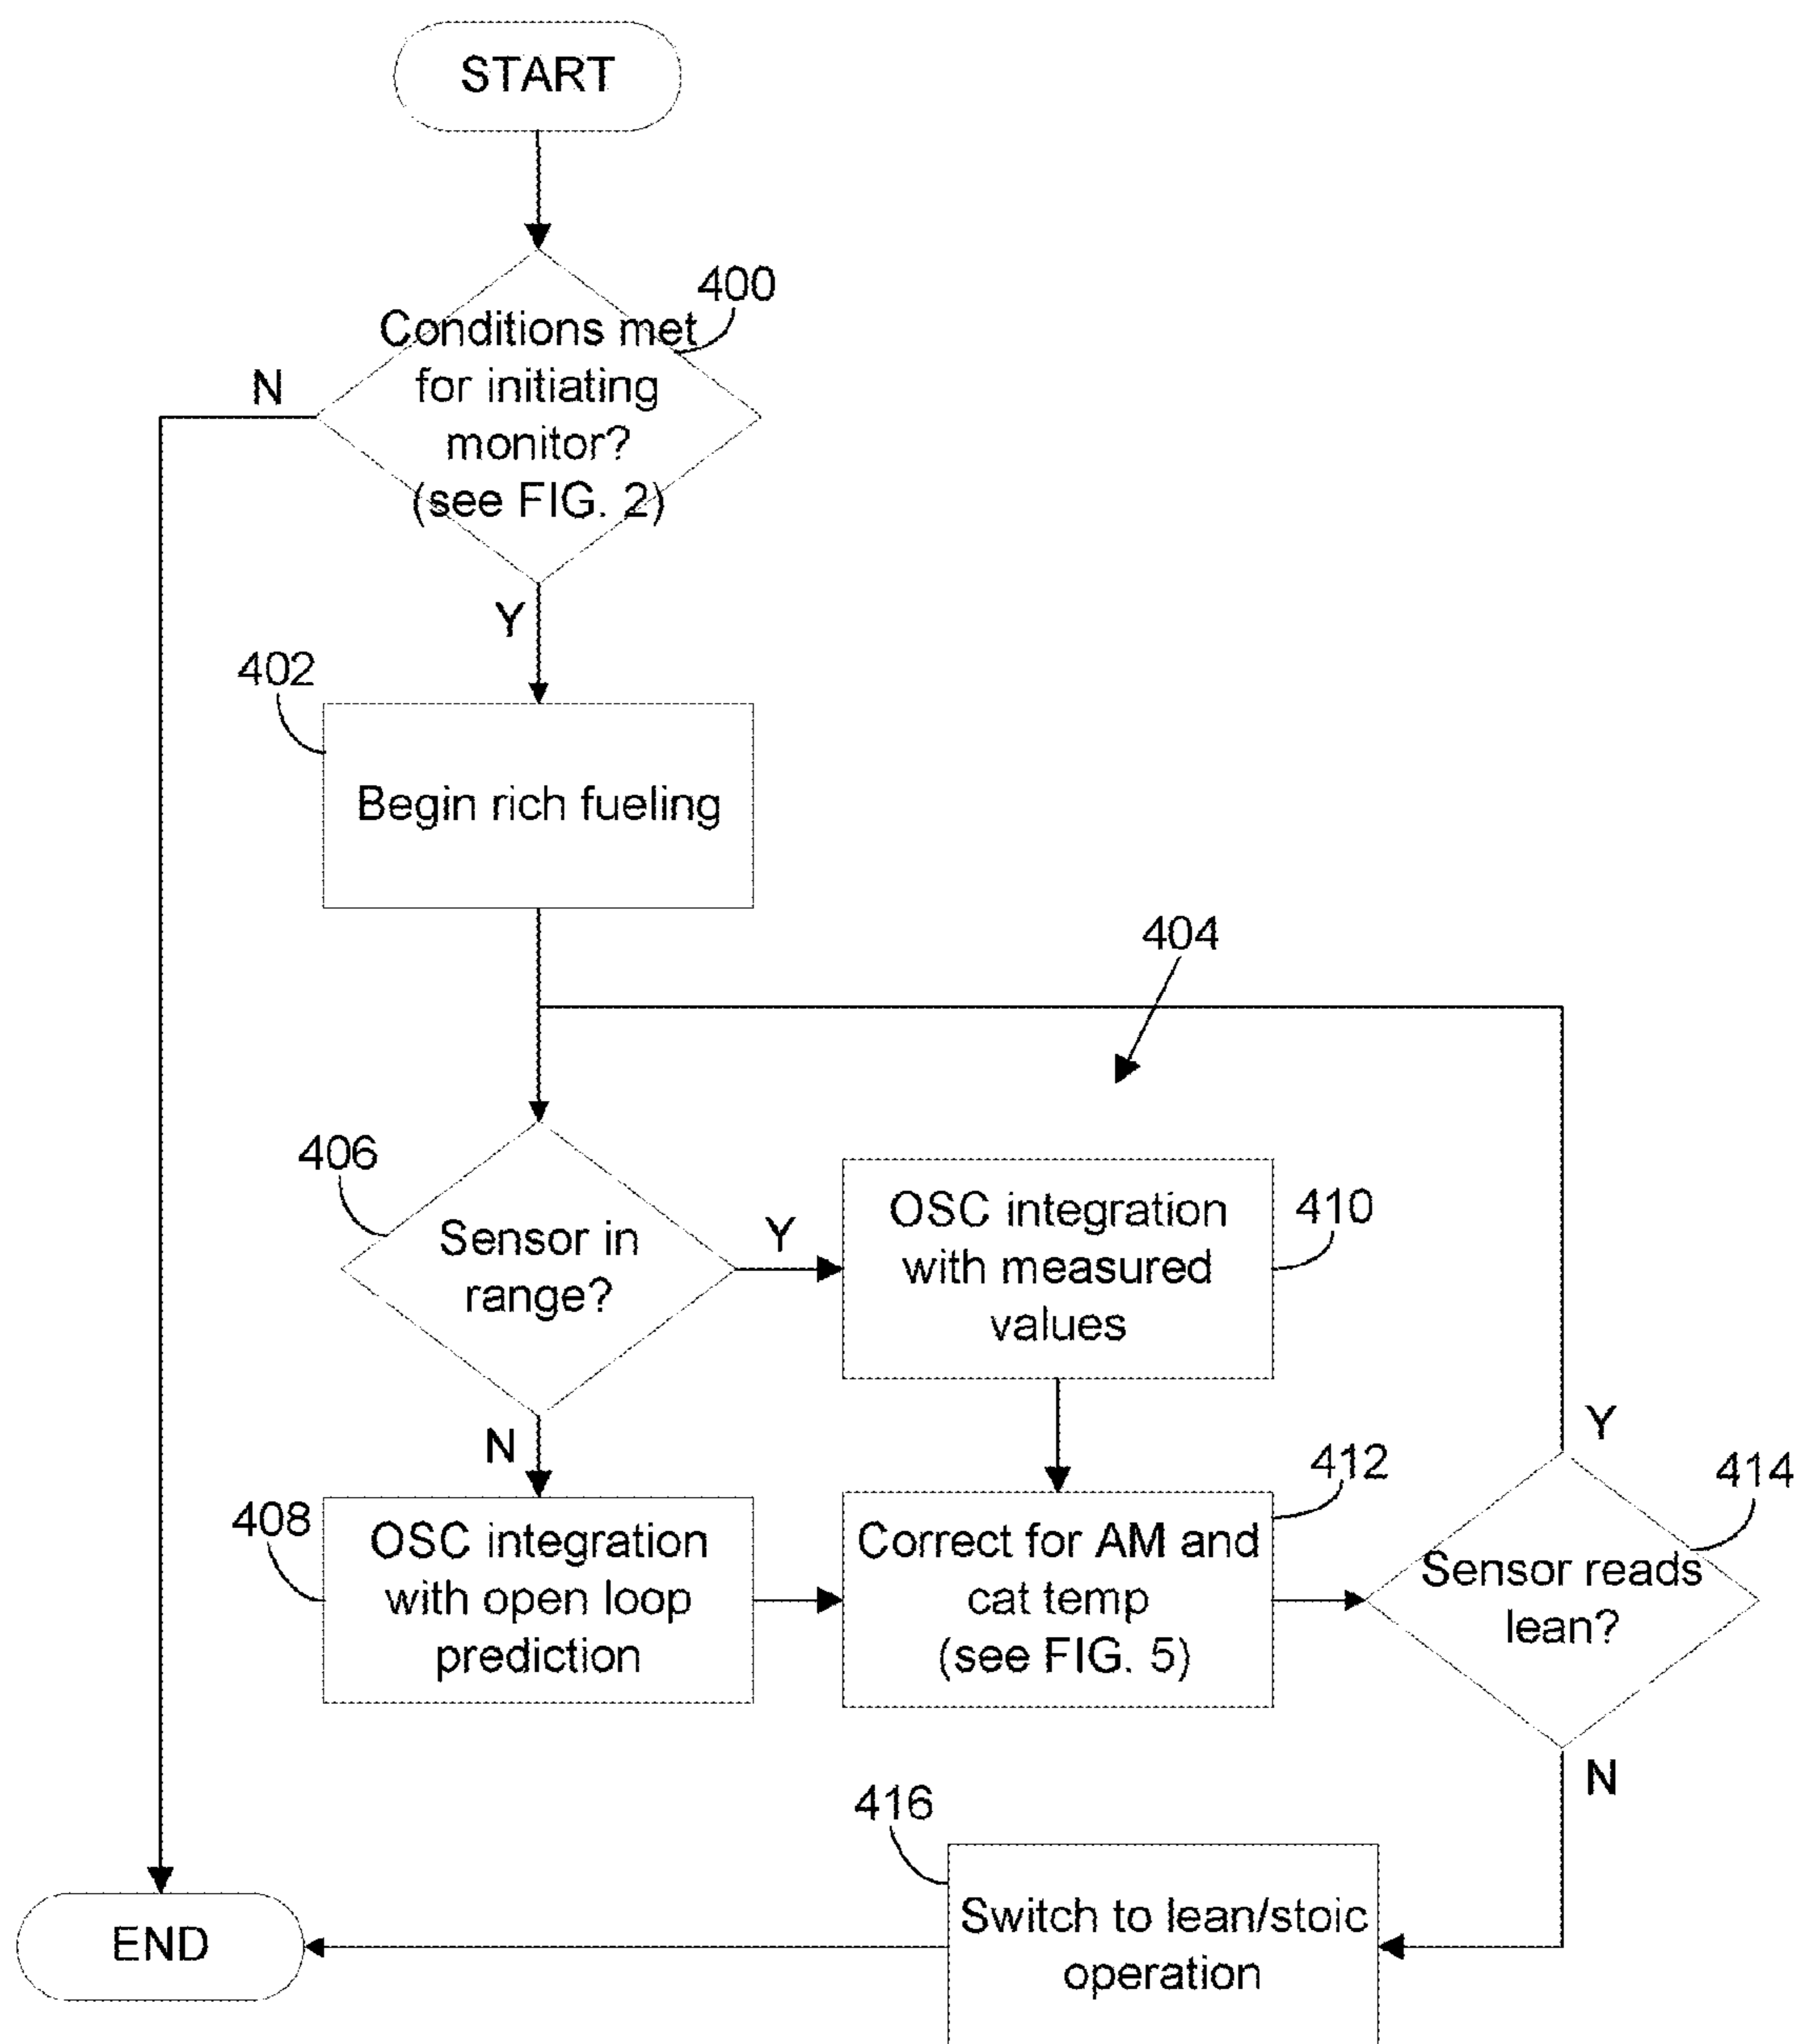 START
400
Conditions met
for initiating
monitor?
(see FIG. 2)
N
Y
402
Begin rich fueling
404
406
Sensor in
range?
Y
OSC integration
with measured
values
410
N
408
OSC integration
with open loop
prediction
Correct for AM and
cat temp
(see FIG. 5)
412
Y
414
Sensor reads
lean?
N
416
Switch to lean/stoic
operation
END